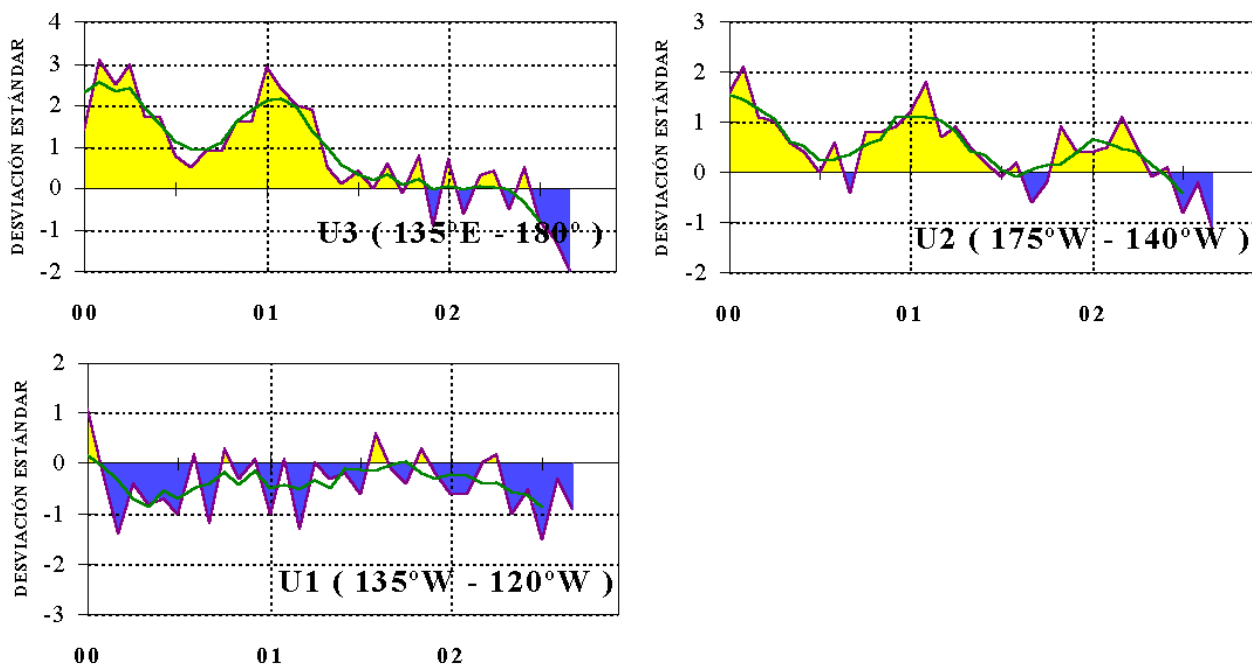 DESVIACIÓN ESTÁNDAR
4
3
2
1
0
-1
-2
U3 ( 135°E - 180° )
00 01 02
DESVIACIÓN ESTÁNDAR
3
2
1
0
-1
-2
U2 ( 175°W - 140°W )
00 01 02
DESVIACIÓN ESTÁNDAR
2
1
0
-1
-2
-3
U1 ( 135°W - 120°W )
00 01 02